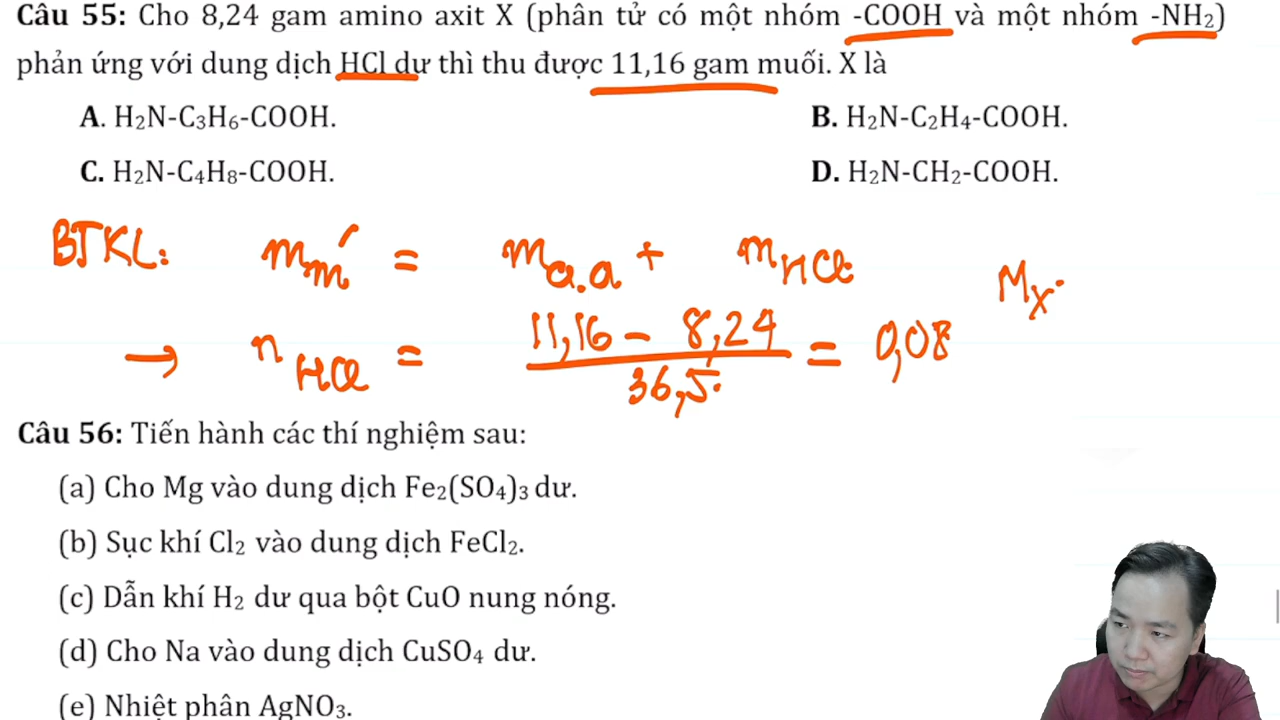 Câu 55: Cho 8,24 gam amino axit X (phân tử có một nhóm -COOH và một nhóm -NH₂)
phản ứng với dung dịch HCl dư thì thu được 11,16 gam muối. X là
A. H₂N-C₃H₆-COOH. B. H₂N-C₂H₄-COOH.
C. H₂N-C₄H₈-COOH. D. H₂N-CH₂-COOH.
BTKL: mm' = ma.a + mHCl
→ nHCl = 11,16 - 8,24 / 36,5 = 0,08
Mx
Câu 56: Tiến hành các thí nghiệm sau:
(a) Cho Mg vào dung dịch Fe₂(SO₄)₃ dư.
(b) Sục khí Cl₂ vào dung dịch FeCl₂.
(c) Dẫn khí H₂ dư qua bột CuO nung nóng.
(d) Cho Na vào dung dịch CuSO₄ dư.
(e) Nhiệt phân AgNO₃.